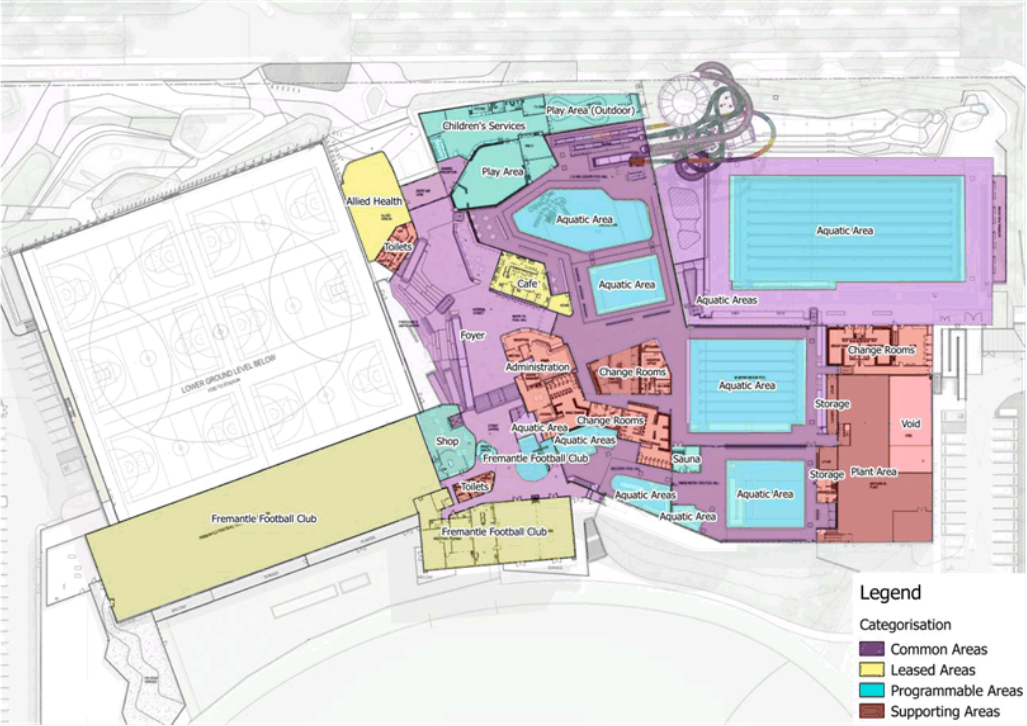 Play Area (Outdoor)
Children's Services
Play Area
Allied Health
Aquatic Area
Aquatic Area
Toilets
Cafe
Aquatic Area
Aquatic Areas
Foyer
Change Rooms
LOWER GROUND LEVEL BELOW
Administration
Change Rooms
Aquatic Area
Storage
Change Rooms
Void
Aquatic Area
Shop
Aquatic Areas
Fremantle Football Club
Sauna
Storage
Plant Area
Toilets
Aquatic Areas
Aquatic Area
Aquatic Area
Fremantle Football Club
Fremantle Football Club
Legend
Categorisation
Common Areas
Leased Areas
Programmable Areas
Supporting Areas